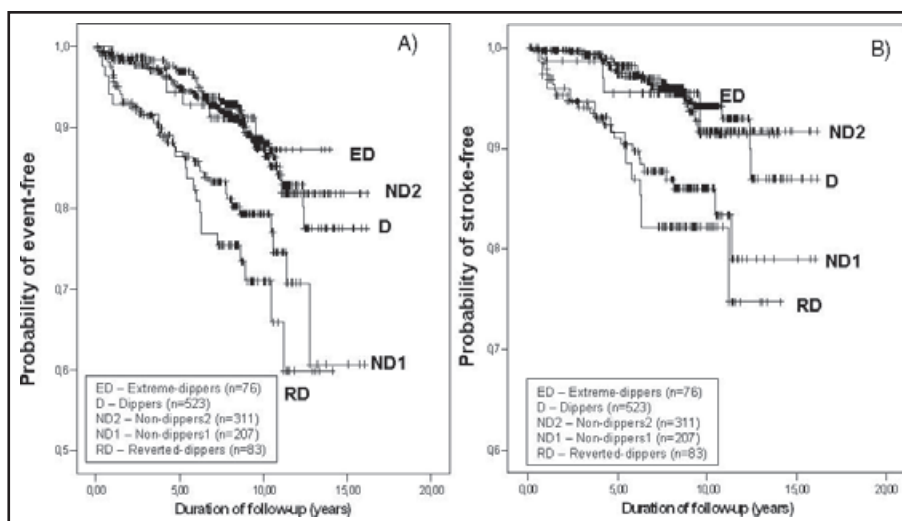 A)
Probability of event-free
1,0
0,9
0,8
0,7
0,6
0,5
ED
ND2
D
ND1
RD
ED – Extreme-dippers (n=76)
D – Dippers (n=523)
ND2 – Non-dippers2 (n=311)
ND1 – Non-dippers1 (n=207)
RD – Reverted-dippers (n=83)
0,00 5,00 10,00 15,00 20,00
Duration of follow-up (years)
B)
Probability of stroke-free
1,0
0,9
0,8
0,7
0,6
ED
ND2
D
ND1
RD
ED – Extreme-dippers (n=76)
D – Dippers (n=523)
ND2 – Non-dippers2 (n=311)
ND1 – Non-dippers1 (n=207)
RD – Reverted-dippers (n=83)
0,00 5,00 10,00 15,00 20,00
Duration of follow-up (years)